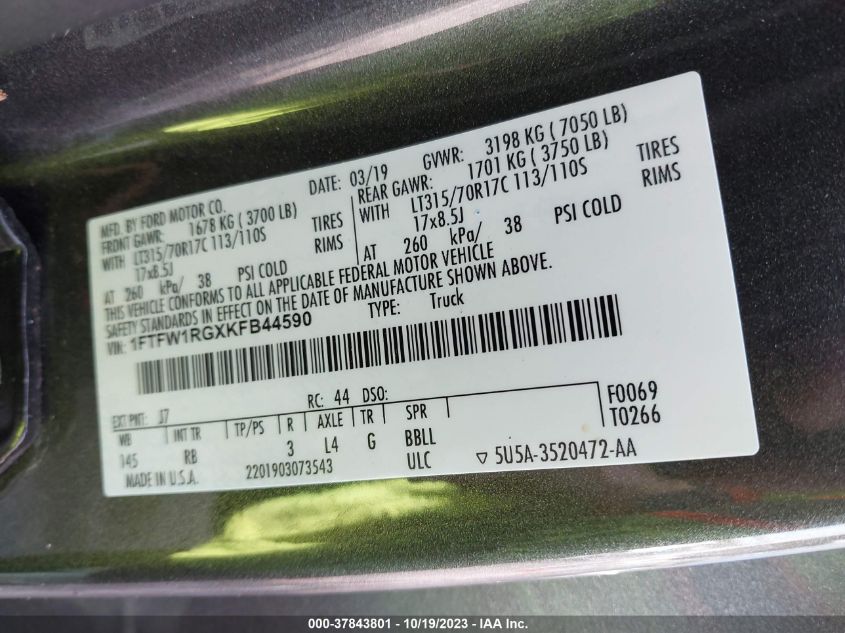 MFD. BY FORD MOTOR CO.
DATE: 03/19
GVWR: 3198 KG ( 7050 LB)
FRONT GAWR: 1678 KG ( 3700 LB)
REAR GAWR: 1701 KG ( 3750 LB)
WITH LT315/70R17C 113/110S TIRES
WITH LT315/70R17C 113/110S TIRES
17x8.5J RIMS
17x8.5J RIMS
AT 260 kPa/ 38 PSI COLD
AT 260 kPa/ 38 PSI COLD
THIS VEHICLE CONFORMS TO ALL APPLICABLE FEDERAL MOTOR VEHICLE
SAFETY STANDARDS IN EFFECT ON THE DATE OF MANUFACTURE SHOWN ABOVE.
VIN: 1FTFW1RGXKFB44590
TYPE: Truck
EXT PNT: J7 RC: 44 DSO: F0069
T0266
WB INT TR TP/PS R AXLE TR SPR
145 RB 3 L4 G BBLL
MADE IN U.S.A. 2201903073543 ULC ▽ 5U5A-3520472-AA
000-37843801 - 10/19/2023 - IAA Inc.